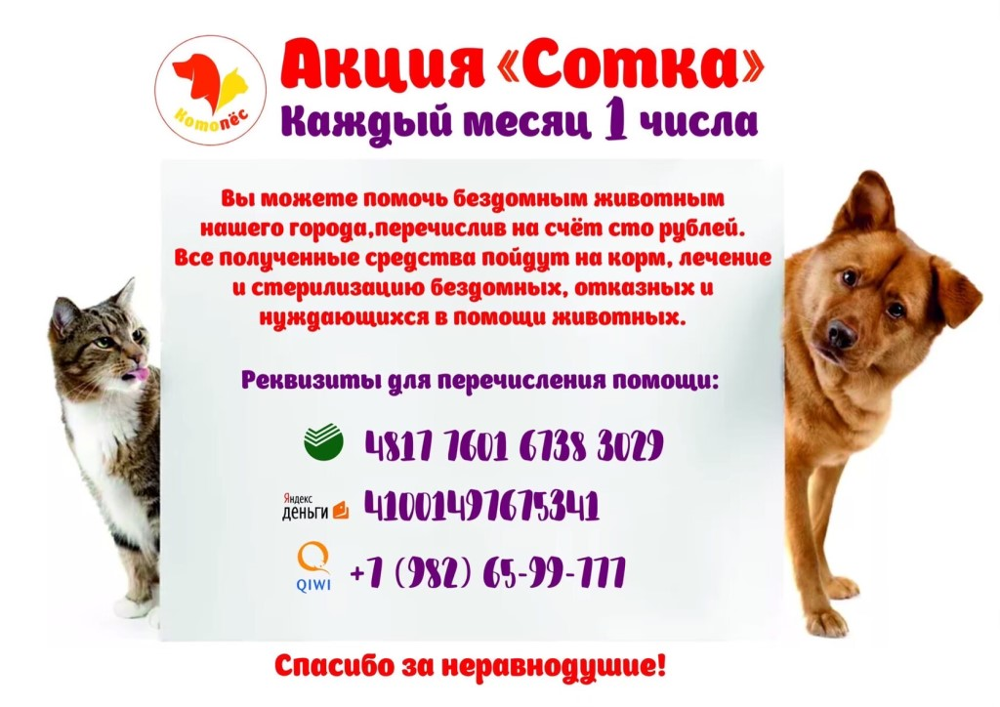 Котопёс
Акция «Сотка»
Каждый месяц 1 числа
Вы можете помочь бездомным животным
нашего города,перечислив на счёт сто рублей.
Все полученные средства пойдут на корм, лечение
и стерилизацию бездомных, отказных и
нуждающихся в помощи животных.
Реквизиты для перечисления помощи:
4817 7601 6738 3029
Яндекс
деньги
41001497675341
QIWI
+7 (982) 65-99-777
Спасибо за неравнодушие!